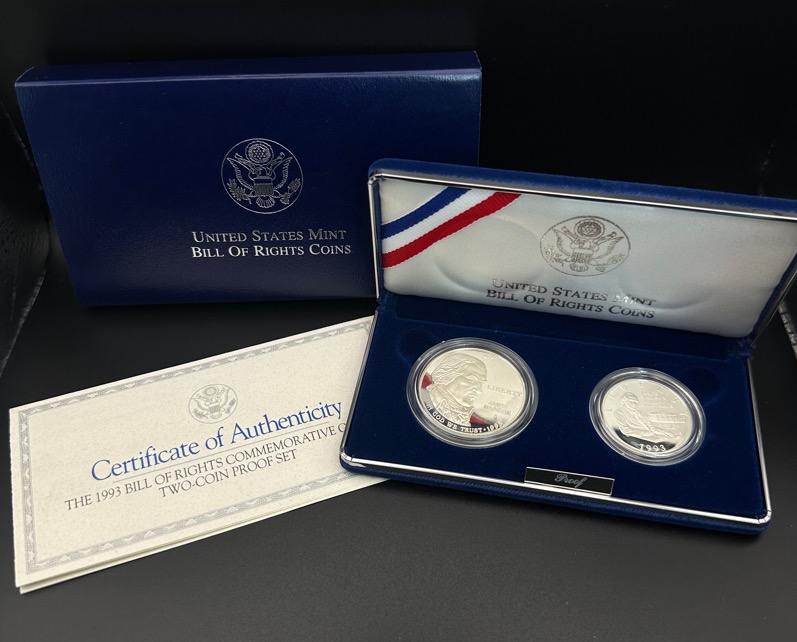 UNITED STATES MINT
BILL OF RIGHTS COINS
UNITED STATES MINT
BILL OF RIGHTS COINS
Certificate of Authenticity
THE 1993 BILL OF RIGHTS COMMEMORATIVE
TWO-COIN PROOF SET
LIBERTY
IN GOD WE TRUST
1993
Proof